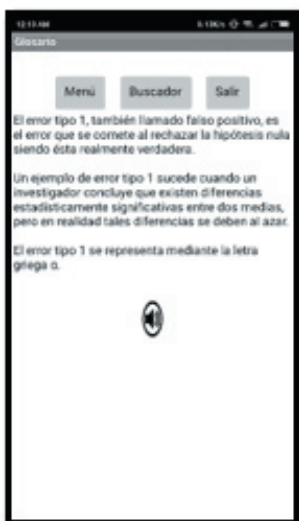 12:13 AM
Glosario
Menú Buscador Salir
El error tipo 1, también llamado falso positivo, es
el error que se comete al rechazar la hipótesis nula
siendo ésta realmente verdadera.
Un ejemplo de error tipo 1 sucede cuando un
investigador concluye que existen diferencias
estadísticamente significativas entre dos medias,
pero en realidad tales diferencias se deben al azar.
El error tipo 1 se representa mediante la letra
griega α.